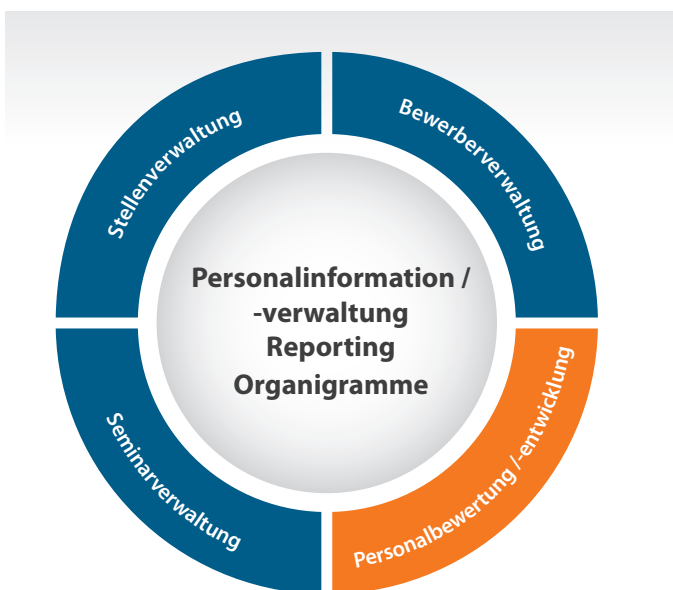 Stellenverwaltung
Bewerberverwaltung
Personalinformation /
-verwaltung
Reporting
Organigramme
Seminarverwaltung
Personalbewertung /-entwicklung